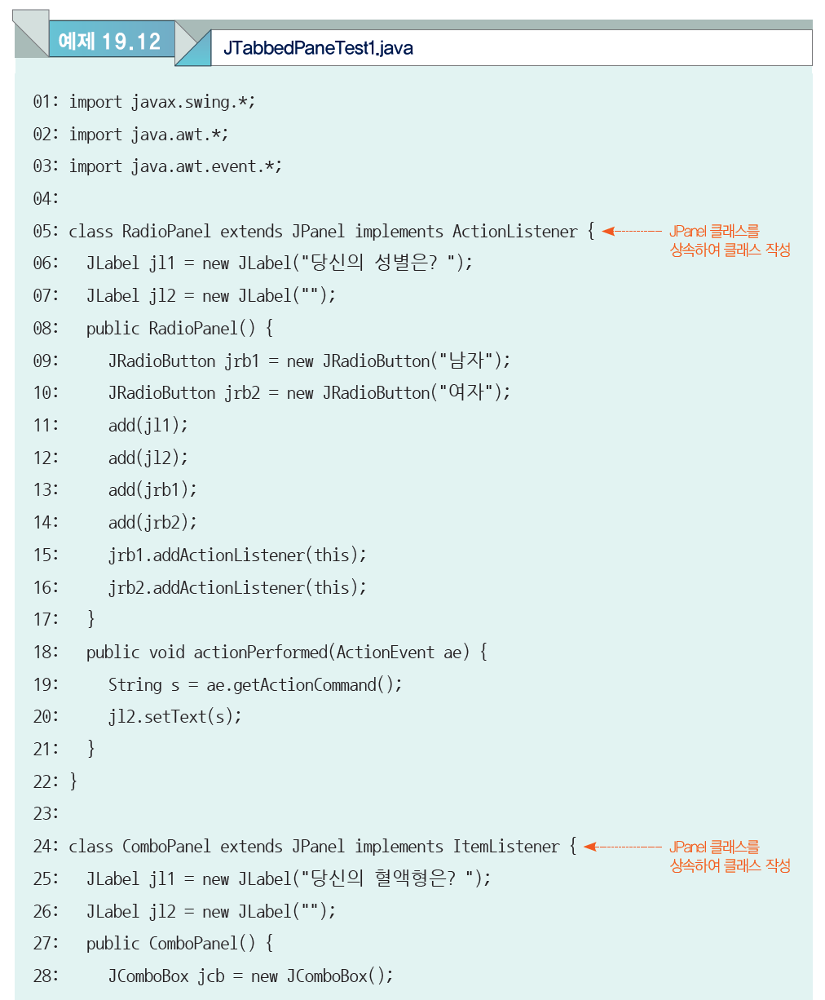 예제 19.12
JTabbedPaneTest1.java
01: import javax.swing.*;
02: import java.awt.*;
03: import java.awt.event.*;
04:
05: class RadioPanel extends JPanel implements ActionListener { JPanel 클래스를
상속하여 클래스 작성
06: JLabel jl1 = new JLabel("당신의 성별은? ");
07: JLabel jl2 = new JLabel("");
08: public RadioPanel() {
09: JRadioButton jrb1 = new JRadioButton("남자");
10: JRadioButton jrb2 = new JRadioButton("여자");
11: add(jl1);
12: add(jl2);
13: add(jrb1);
14: add(jrb2);
15: jrb1.addActionListener(this);
16: jrb2.addActionListener(this);
17: }
18: public void actionPerformed(ActionEvent ae) {
19: String s = ae.getActionCommand();
20: jl2.setText(s);
21: }
22: }
23:
24: class ComboPanel extends JPanel implements ItemListener { JPanel 클래스를
상속하여 클래스 작성
25: JLabel jl1 = new JLabel("당신의 혈액형은? ");
26: JLabel jl2 = new JLabel("");
27: public ComboPanel() {
28: JComboBox jcb = new JComboBox();